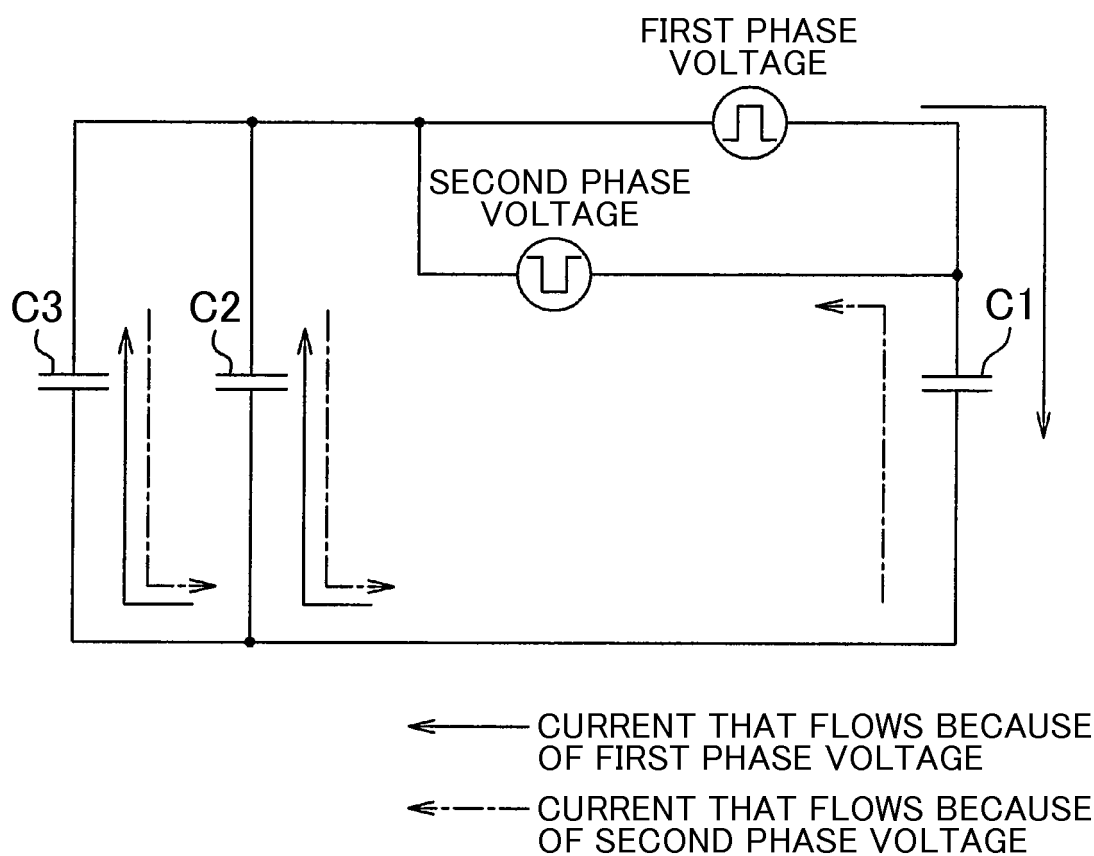 FIRST PHASE
VOLTAGE
SECOND PHASE
VOLTAGE
C3
C2
C1
CURRENT THAT FLOWS BECAUSE
OF FIRST PHASE VOLTAGE
CURRENT THAT FLOWS BECAUSE
OF SECOND PHASE VOLTAGE